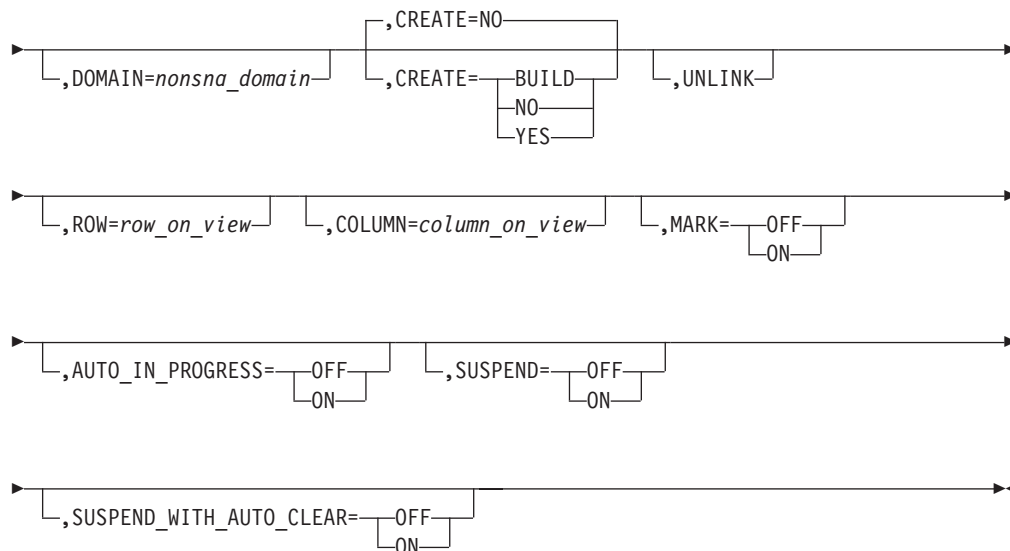 ,CREATE=NO
,DOMAIN=nonsna_domain ,CREATE= BUILD ,UNLINK
NO
YES
,ROW=row_on_view ,COLUMN=column_on_view ,MARK= OFF
ON
,AUTO_IN_PROGRESS= OFF ,SUSPEND= OFF
ON ON
,SUSPEND_WITH_AUTO_CLEAR= OFF
ON